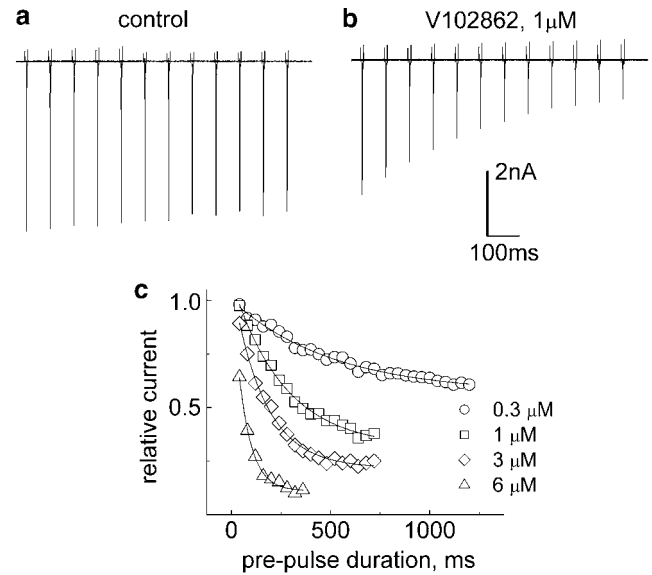 a
control
b
V102862, 1μM
2nA
100ms
c
1.0
0.5
relative current
0.3 μM
1 μM
3 μM
6 μM
0
500
1000
pre-pulse duration, ms